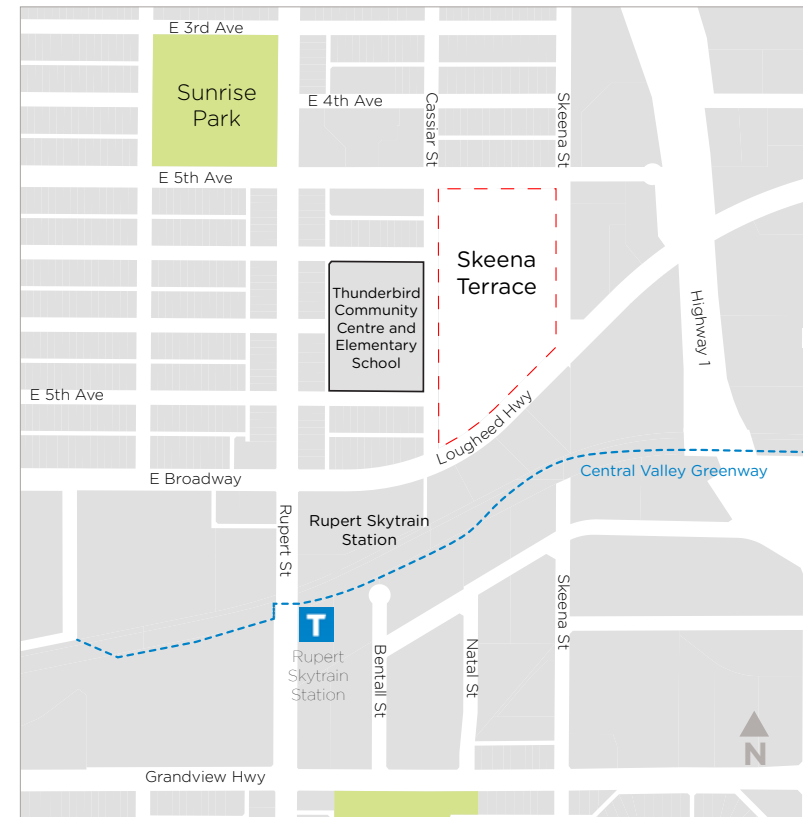 E 3rd Ave
Sunrise
Park
E 4th Ave
Cassiar St
Skeena St
E 5th Ave
Skeena
Terrace
Thunderbird
Community
Centre and
Elementary
School
Highway 1
E 5th Ave
Lougheed Hwy
E Broadway
Central Valley Greenway
Rupert St
Rupert Skytrain
Station
Skeena St
T
Rupert
Skytrain
Station
Bentall St
Natal St
N
Grandview Hwy